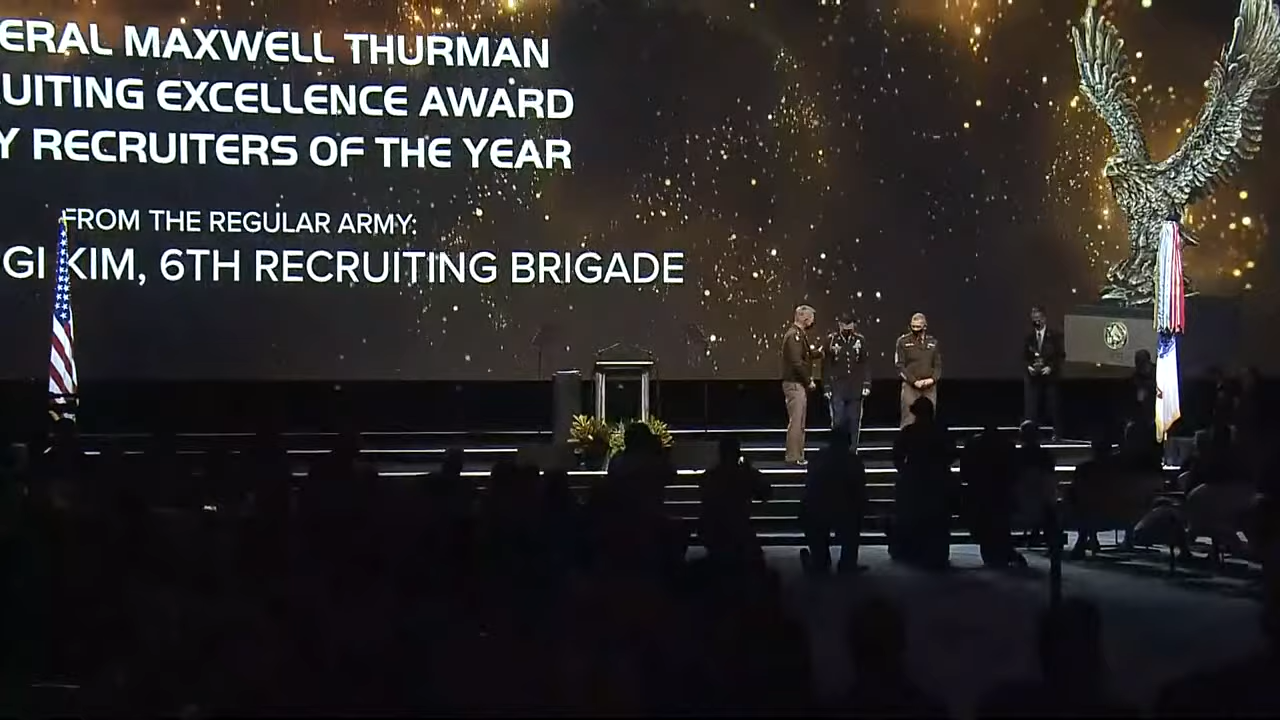 ERAL MAXWELL THURMAN
UITING EXCELLENCE AWARD
Y RECRUITERS OF THE YEAR
FROM THE REGULAR ARMY:
GI KIM, 6TH RECRUITING BRIGADE